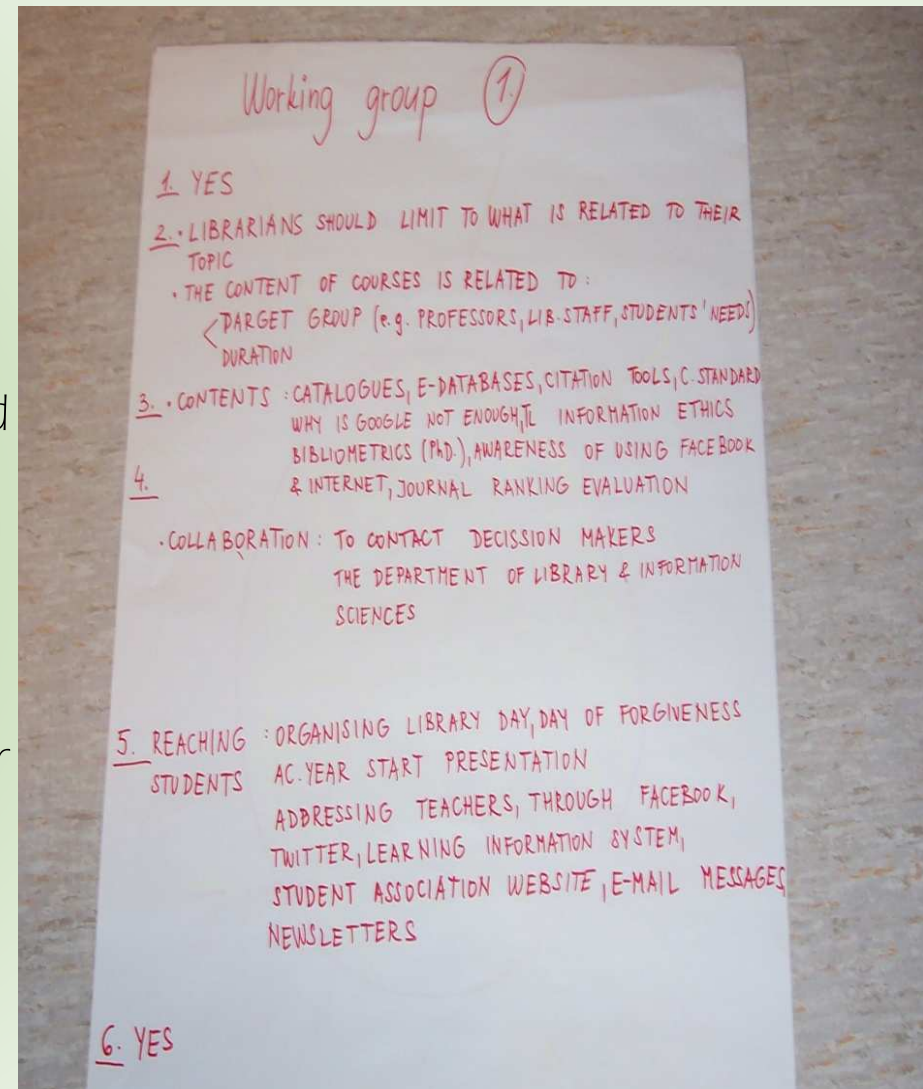 Working group 1.
1. YES
2. • LIBRARIANS SHOULD LIMIT TO WHAT IS RELATED TO THEIR
TOPIC
• THE CONTENT OF COURSES IS RELATED TO:
DARGET GROUP (e.g. PROFESSORS, LIB. STAFF, STUDENTS' NEEDS)
DURATION
3. • CONTENTS : CATALOGUES, E-DATABASES, CITATION TOOLS, C. STANDARD
WHY IS GOOGLE NOT ENOUGH, INFORMATION ETHICS
BIBLIOMETRICS (PhD.), AWARENESS OF USING FACEBOOK
4. & INTERNET, JOURNAL RANKING EVALUATION
• COLLABORATION: TO CONTACT DECISSION MAKERS
THE DEPARTMENT OF LIBRARY & INFORMATION
SCIENCES
5. REACHING : ORGANISING LIBRARY DAY, DAY OF FORGIVENESS
STUDENTS AC. YEAR START PRESENTATION
ADDRESSING TEACHERS, THROUGH FACEBOOK,
TWITTER, LEARNING INFORMATION SYSTEM,
STUDENT ASSOCIATION WEBSITE, E-MAIL MESSAGES,
NEWSLETTERS
6. YES